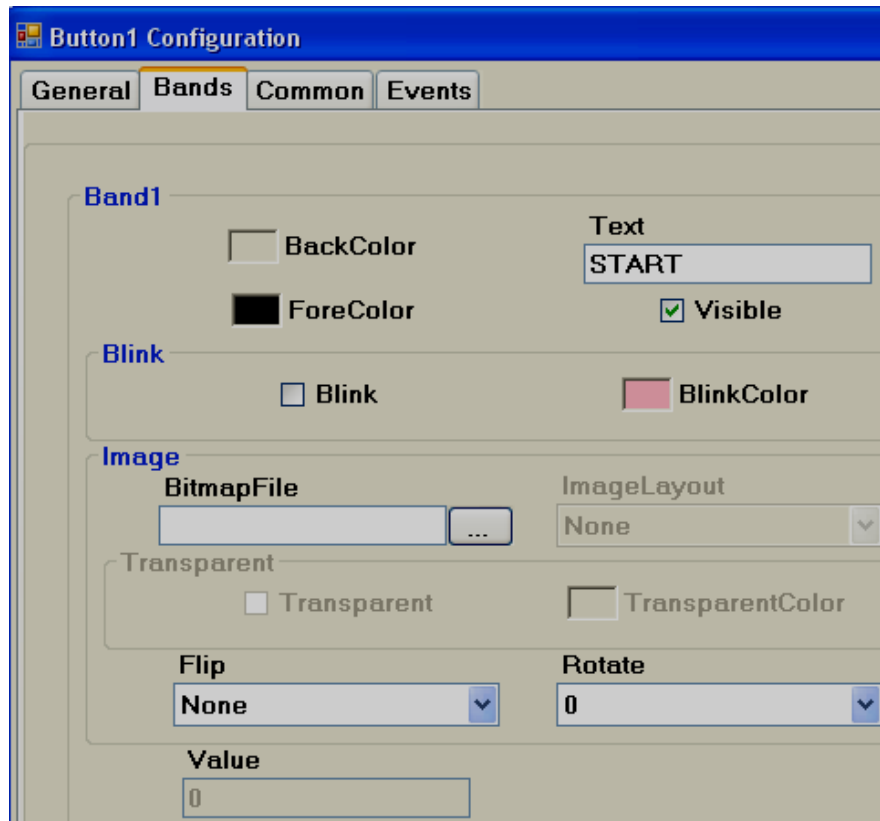 Button1 Configuration
General Bands Common Events
Band1
BackColor
Text
START
ForeColor
Visible
Blink
Blink
BlinkColor
Image
BitmapFile
...
ImageLayout
None
Transparent
Transparent
TransparentColor
Flip
None
Rotate
0
Value
0